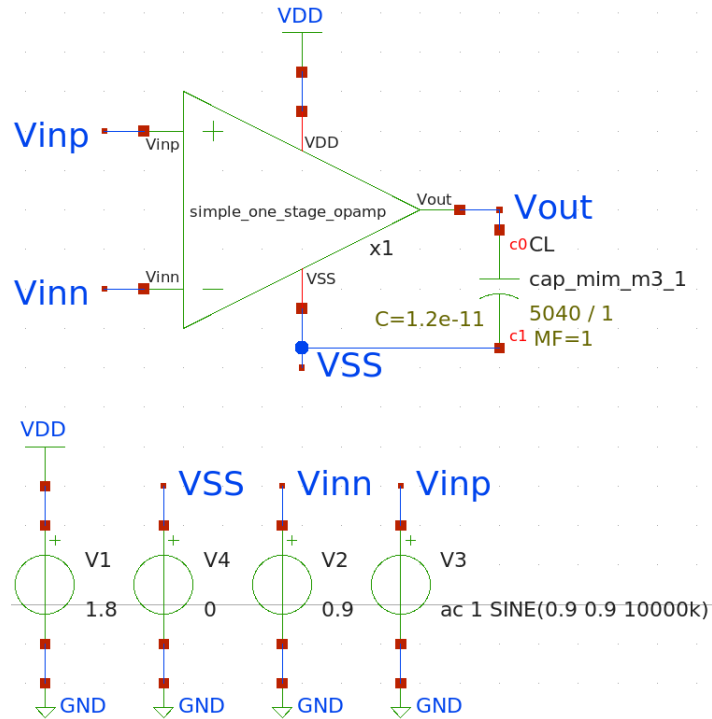 VDD
Vinp
Vinp
+
VDD
simple_one_stage_opamp
Vout
Vout
x1
c0 CL
Vinn
Vinn
−
VSS
cap_mim_m3_1
C=1.2e-11
5040 / 1
c1 MF=1
VSS
VDD
VSS
Vinn
Vinp
+
+
+
+
V1
V4
V2
V3
1.8
0
0.9
ac 1 SINE(0.9 0.9 10000k)
GND
GND
GND
GND